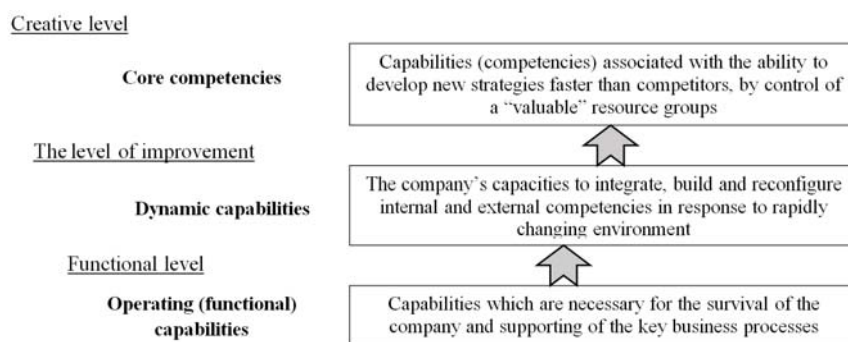 Creative level
Core competencies
Capabilities (competencies) associated with the ability to
develop new strategies faster than competitors, by control of
a “valuable” resource groups
The level of improvement
Dynamic capabilities
The company’s capacities to integrate, build and reconfigure
internal and external competencies in response to rapidly
changing environment
Functional level
Operating (functional)
capabilities
Capabilities which are necessary for the survival of the
company and supporting of the key business processes